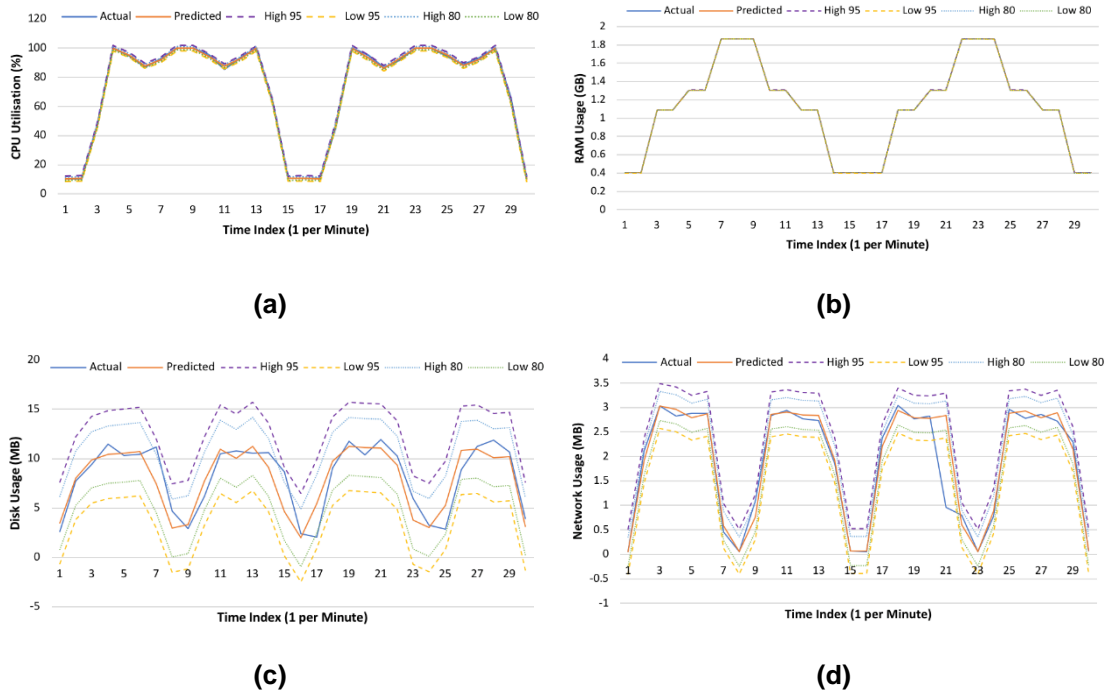 Actual Predicted High 95 Low 95 High 80 Low 80
120
100
80
60
40
20
0
CPU Utilisation (%)
1 3 5 7 9 11 13 15 17 19 21 23 25 27 29
Time Index (1 per Minute)
(a)
Actual Predicted High 95 Low 95 High 80 Low 80
2
1.8
1.6
1.4
1.2
1
0.8
0.6
0.4
0.2
0
RAM Usage (GB)
1 3 5 7 9 11 13 15 17 19 21 23 25 27 29
Time Index (1 per Minute)
(b)
20
Actual Predicted High 95 Low 95 High 80 Low 80
15
10
5
0
-5
Disk Usage (MB)
1 3 5 7 9 11 13 15 17 19 21 23 25 27 29
Time Index (1 per Minute)
(c)
4
Actual Predicted High 95 Low 95 High 80 Low 80
3.5
3
2.5
2
1.5
1
0.5
0
-0.5
-1
Network Usage (MB)
1 3 5 7 9 11 13 15 17 19 21 23 25 27 29
Time Index (1 per Minute)
(d)